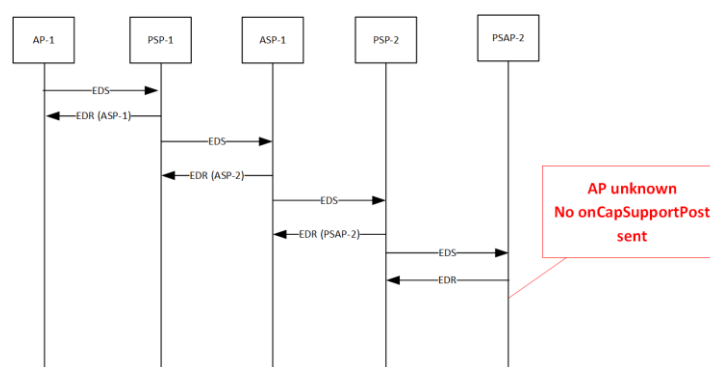 AP-1
PSP-1
ASP-1
PSP-2
PSAP-2
EDS
EDR (ASP-1)
EDS
EDR (ASP-2)
EDS
EDR (PSAP-2)
EDS
EDR
AP unknown
No onCapSupportPost
sent